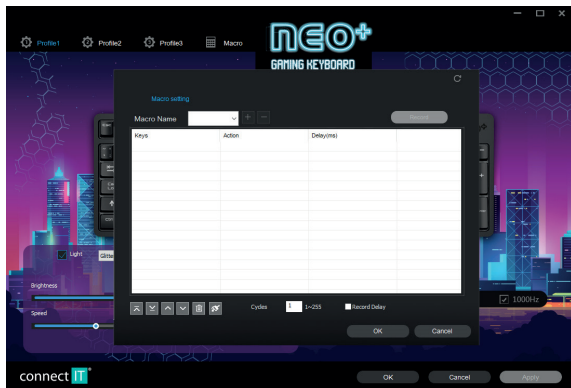 NEO+
Profile1 Profile2 Profile3 Macro
GAMING KEYBOARD
Macro setting
Macro Name Record
Keys Action Delay(ms)
Light Glitte
Brightness
1000Hz
Cycles 1 1~255 Record Delay
Speed
OK Cancel
connect IT
OK Cancel Apply